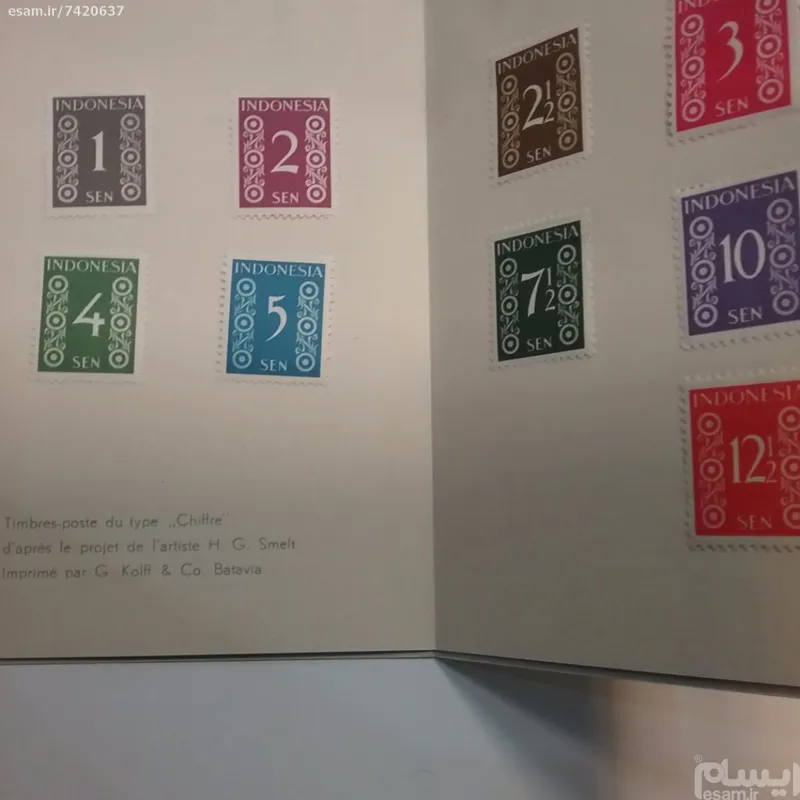 esam.ir/7420637
INDONESIA
1
SEN
INDONESIA
2
SEN
INDONESIA
4
SEN
INDONESIA
5
SEN
Timbres-poste du type „Chiffre"
d'après le projet de l'artiste H. G. Smelt
Imprimé par G. Kolff & Co. Batavia
INDONESIA
2½
SEN
INDONESIA
3
SEN
INDONESIA
7½
SEN
INDONESIA
10
SEN
INDONESIA
12½
SEN
ایسام
esam.ir